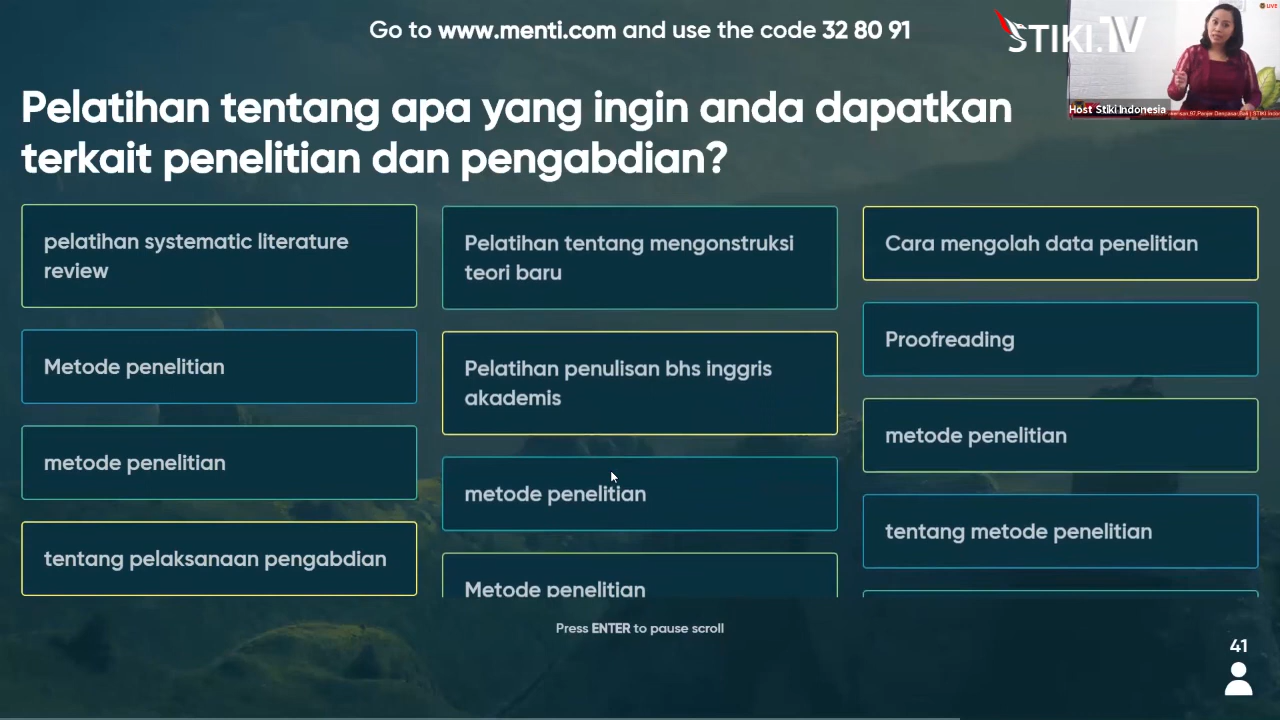 Go to www.menti.com and use the code 32 80 91
STIKI.TV
LIVE
Host Stiki Indonesia
Pelatihan tentang apa yang ingin anda dapatkan
terkait penelitian dan pengabdian?
pelatihan systematic literature
review
Metode penelitian
metode penelitian
tentang pelaksanaan pengabdian
Pelatihan tentang mengonstruksi
teori baru
Pelatihan penulisan bhs inggris
akademis
metode penelitian
Metode penelitian
Cara mengolah data penelitian
Proofreading
metode penelitian
tentang metode penelitian
Press ENTER to pause scroll
41